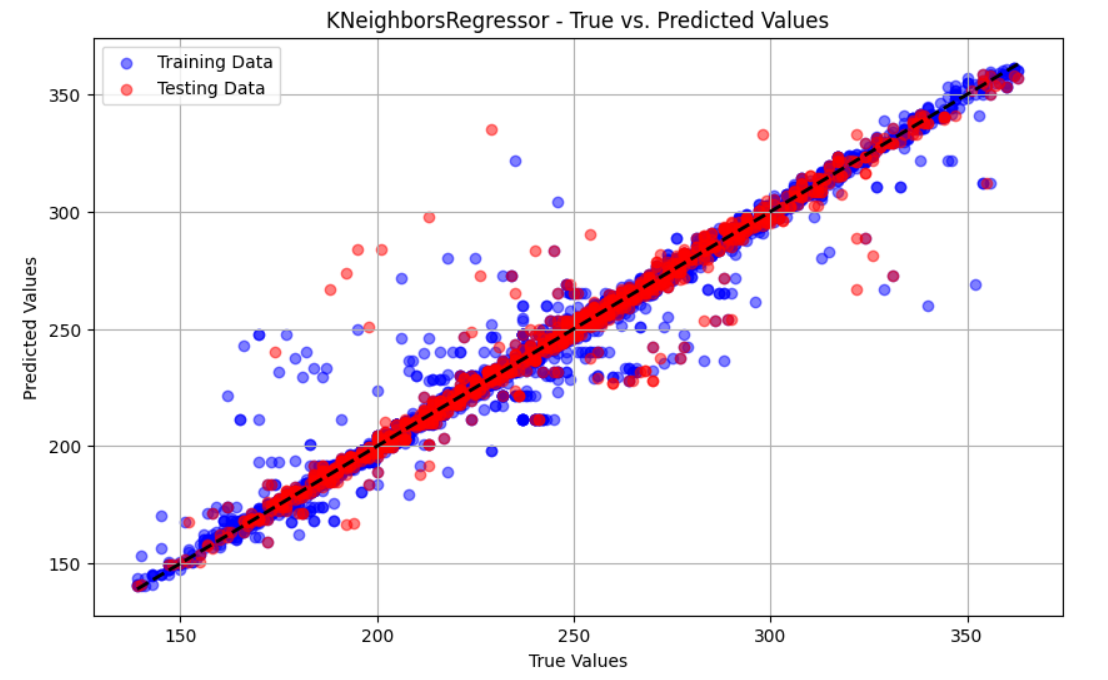 KNeighborsRegressor - True vs. Predicted Values
Training Data
Testing Data
350
300
250
200
150
Predicted Values
150 200 250 300 350
True Values